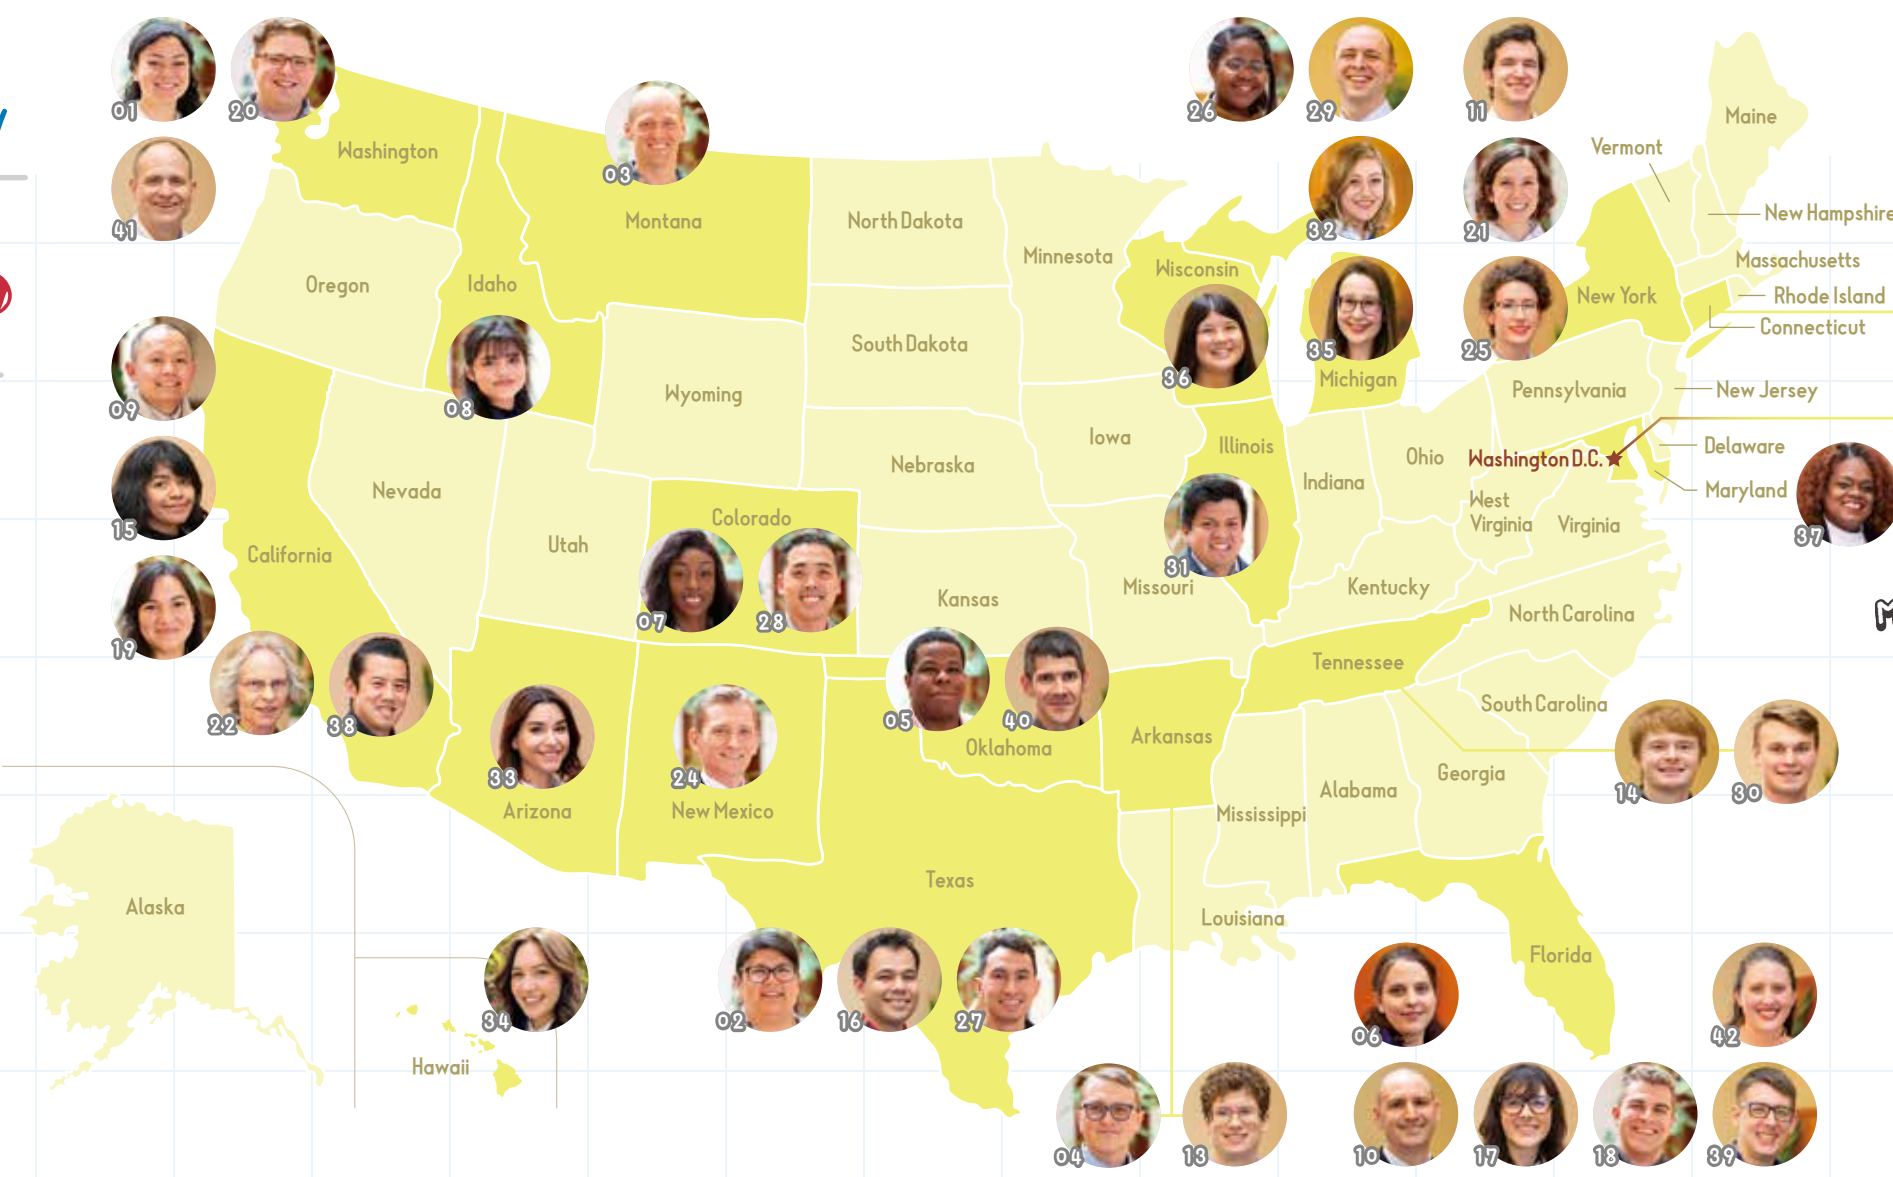 01
20
26
29
11
Maine
Washington
Vermont
03
41
Montana
North Dakota
32
21
New Hampshire
Minnesota
Oregon
Idaho
Wisconsin
Massachusetts
New York
Rhode Island
Connecticut
South Dakota
35
25
09
08
Wyoming
36
Michigan
Pennsylvania
New Jersey
Iowa
Illinois
Ohio
Washington D.C.
Delaware
Nebraska
Nevada
Indiana
Maryland
West
Virginia
Virginia
Colorado
15
Utah
37
California
31
Missouri
Kentucky
Kansas
North Carolina
07
28
19
Tennessee
South Carolina
22
38
05
40
Oklahoma
Arkansas
33
24
Georgia
Alabama
14
30
Arizona
New Mexico
Mississippi
Texas
Alaska
Louisiana
Florida
34
02
16
27
06
42
Hawaii
04
13
10
17
18
39